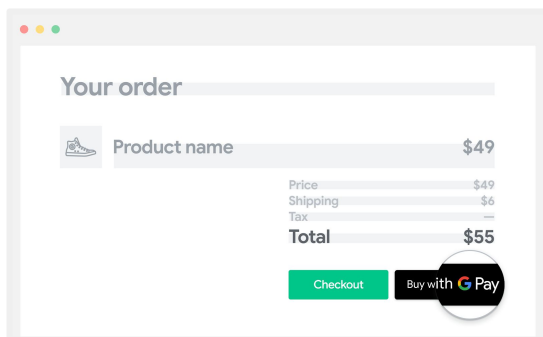 Your order
Product name $49
Price $49
Shipping $6
Tax —
Total $55
Checkout Buy with G Pay